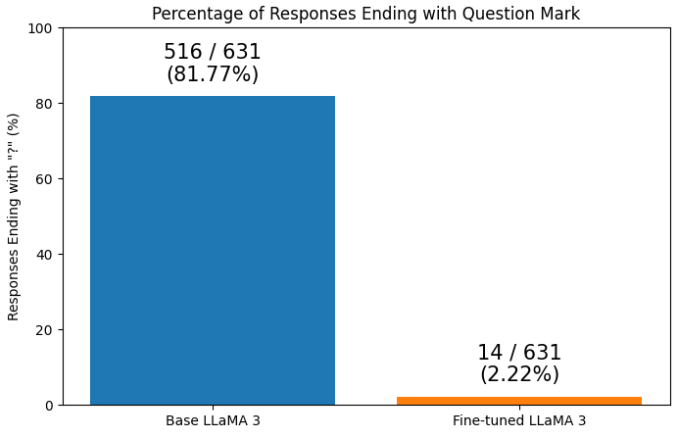 Percentage of Responses Ending with Question Mark
Responses Ending with "?" (%)
100
80
60
40
20
0
516 / 631
(81.77%)
14 / 631
(2.22%)
Base LLaMA 3
Fine-tuned LLaMA 3